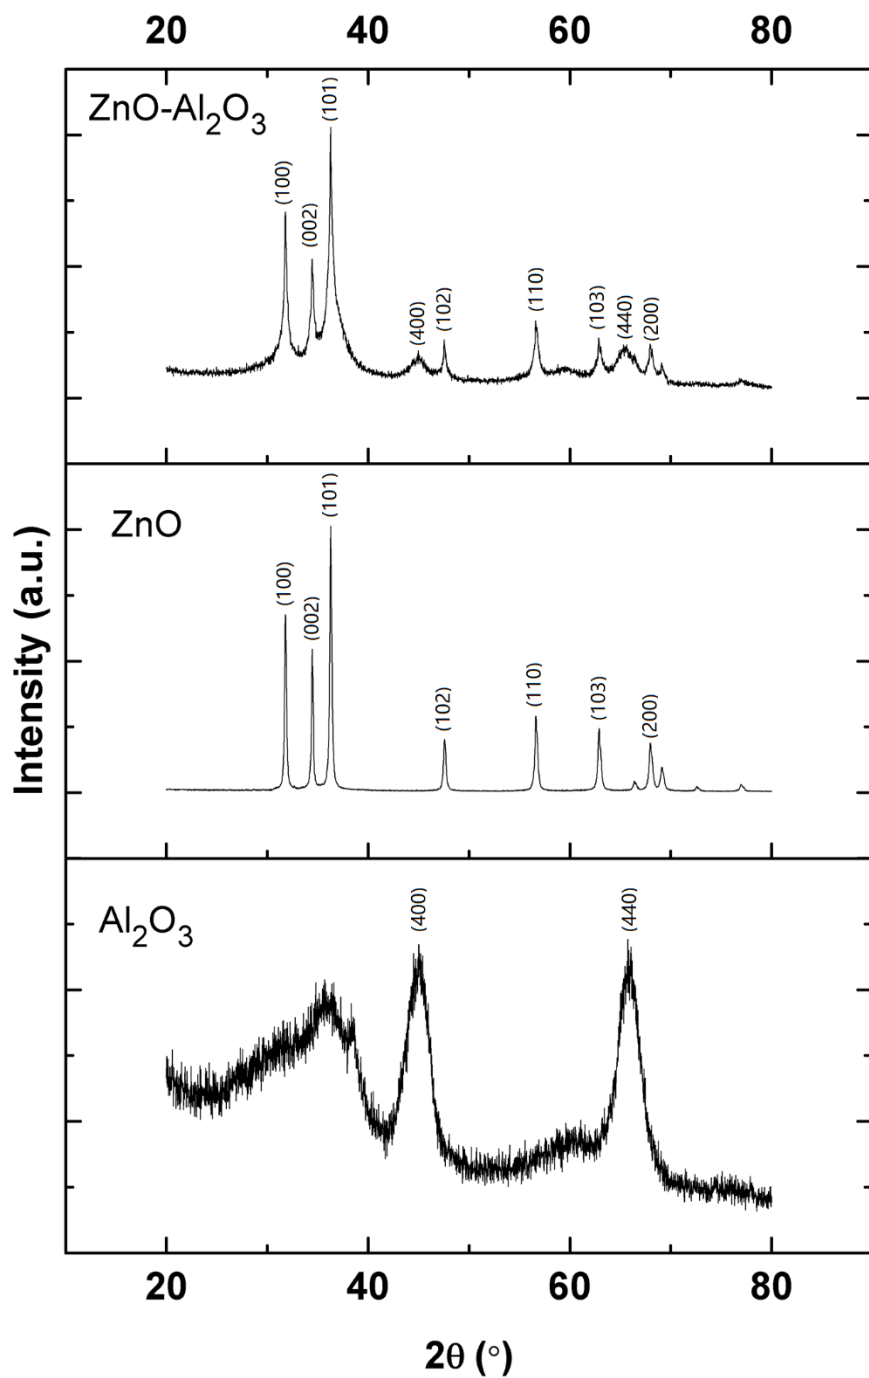 20 40 60 80
ZnO-Al₂O₃
(100)
(002)
(101)
(400)
(102)
(110)
(103)
(440)
(200)
ZnO
(100)
(002)
(101)
(102)
(110)
(103)
(200)
Intensity (a.u.)
Al₂O₃
(400)
(440)
20 40 60 80
2θ (°)